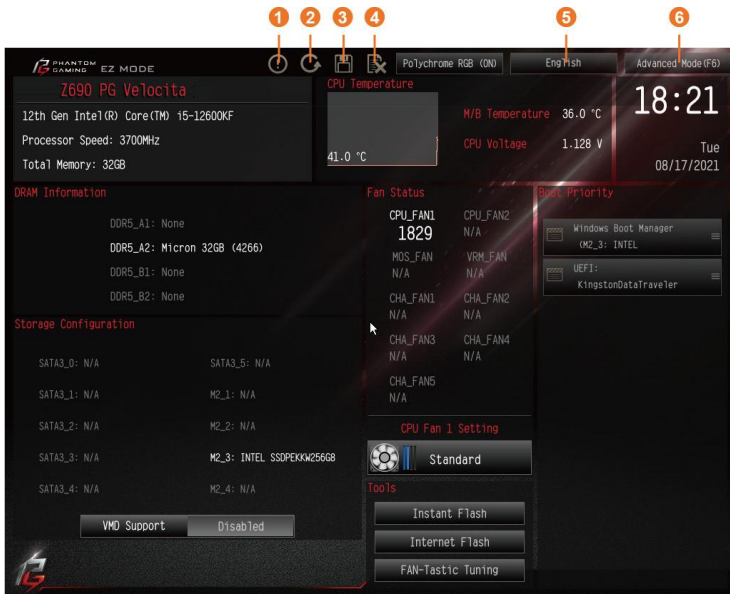 1 2 3 4 5 6
PHANTOM
GAMING EZ MODE
Polychrome RGB (ON)
English
Advanced Mode(F6)
Z690 PG Velocita
12th Gen Intel(R) Core(TM) i5-12600KF
Processor Speed: 3700MHz
Total Memory: 32GB
CPU Temperature
41.0 °C
M/B Temperature 36.0 °C
CPU Voltage 1.128 V
18:21
Tue
08/17/2021
DRAM Information
DDR5_A1: None
DDR5_A2: Micron 32GB (4266)
DDR5_B1: None
DDR5_B2: None
Storage Configuration
SATA3_0: N/A
SATA3_5: N/A
SATA3_1: N/A
M2_1: N/A
SATA3_2: N/A
M2_2: N/A
SATA3_3: N/A
M2_3: INTEL SSDPEKKW256G8
SATA3_4: N/A
M2_4: N/A
VMD Support
Disabled
Fan Status
CPU_FAN1
1829
CPU_FAN2
N/A
MOS_FAN
N/A
VRM_FAN
N/A
CHA_FAN1
N/A
CHA_FAN2
N/A
CHA_FAN3
N/A
CHA_FAN4
N/A
CHA_FAN5
N/A
CPU Fan 1 Setting
Standard
Tools
Instant Flash
Internet Flash
FAN-Tastic Tuning
Boot Priority
Windows Boot Manager
(M2_3: INTEL
UEFI:
KingstonDataTraveler